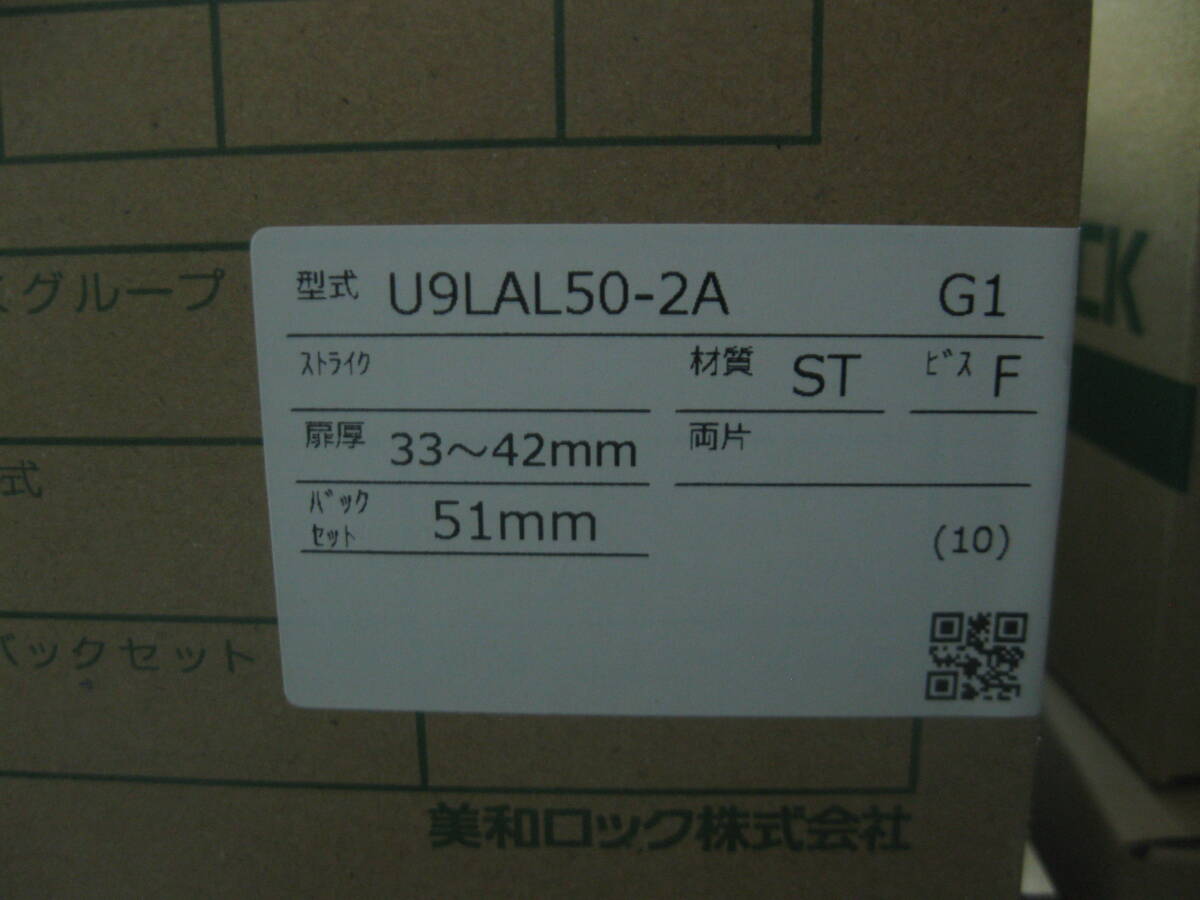 スグループ
型式 U9LAL50-2A G1
ストライク 材質 ST ビス F
扉厚 33～42mm 両片
式
バック
セット 51mm
(10)
バックセット
美和ロック株式会社
CK